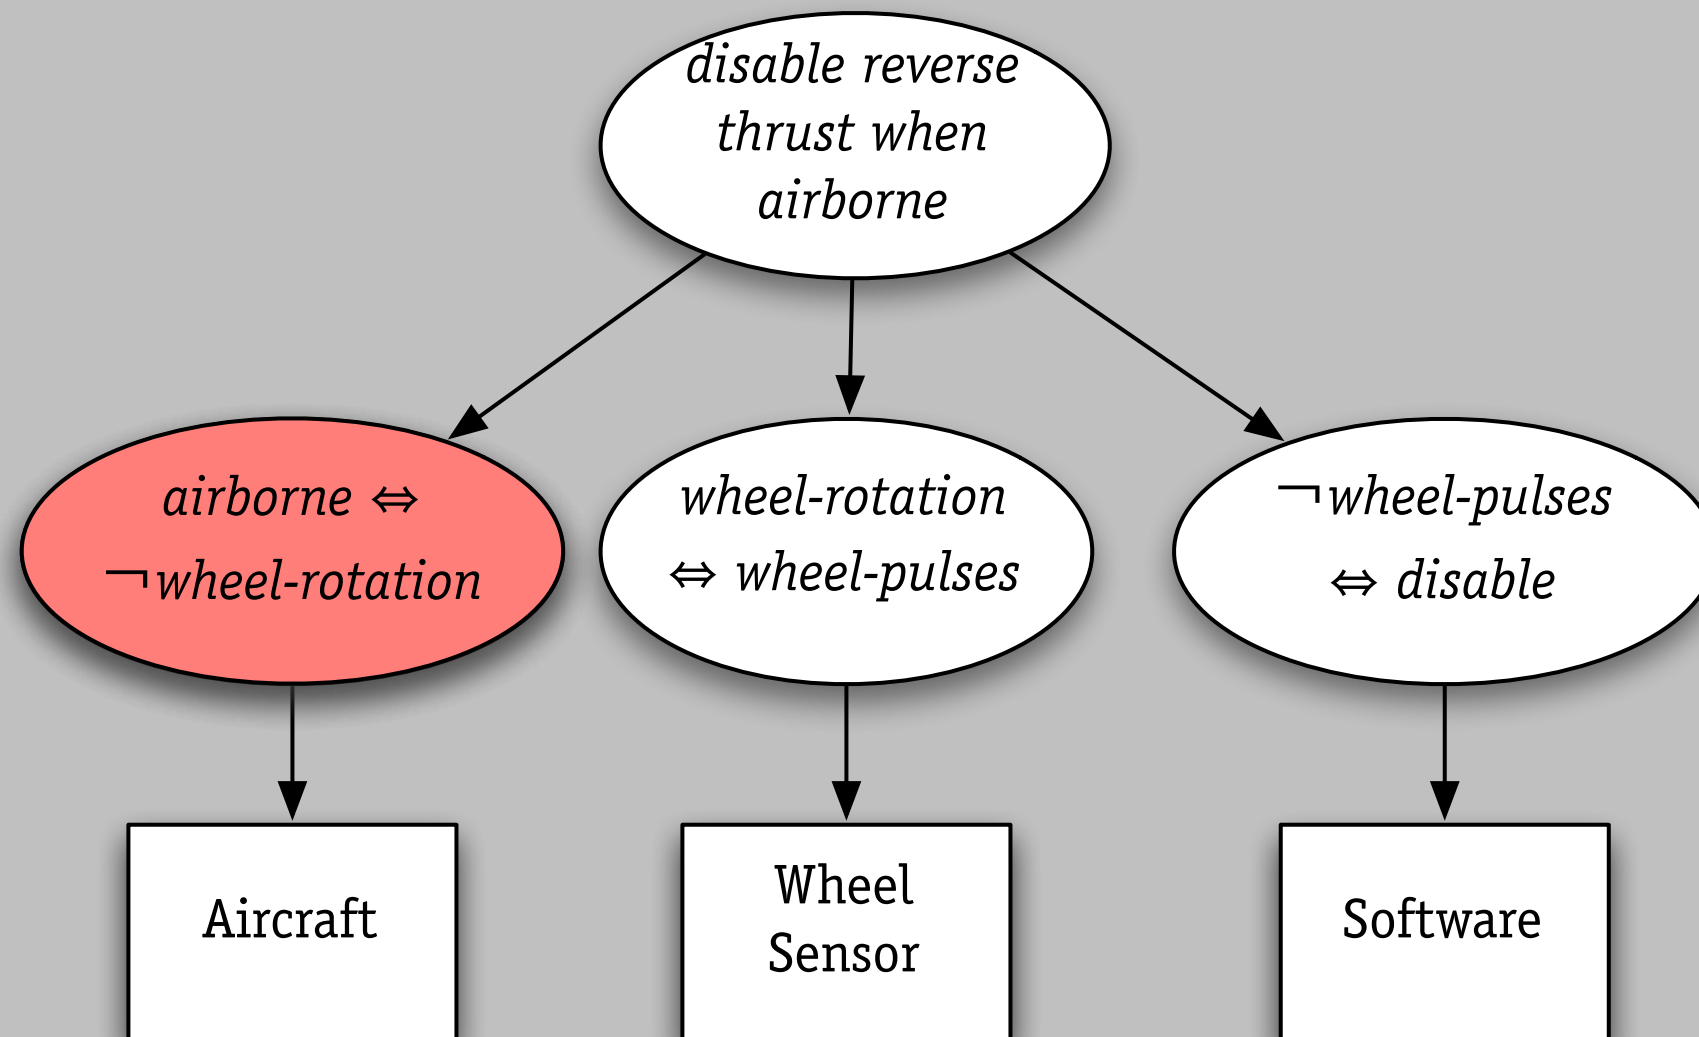 disable reverse
thrust when
airborne
airborne ⇔
¬wheel-rotation
wheel-rotation
⇔ wheel-pulses
¬wheel-pulses
⇔ disable
Aircraft
Wheel
Sensor
Software